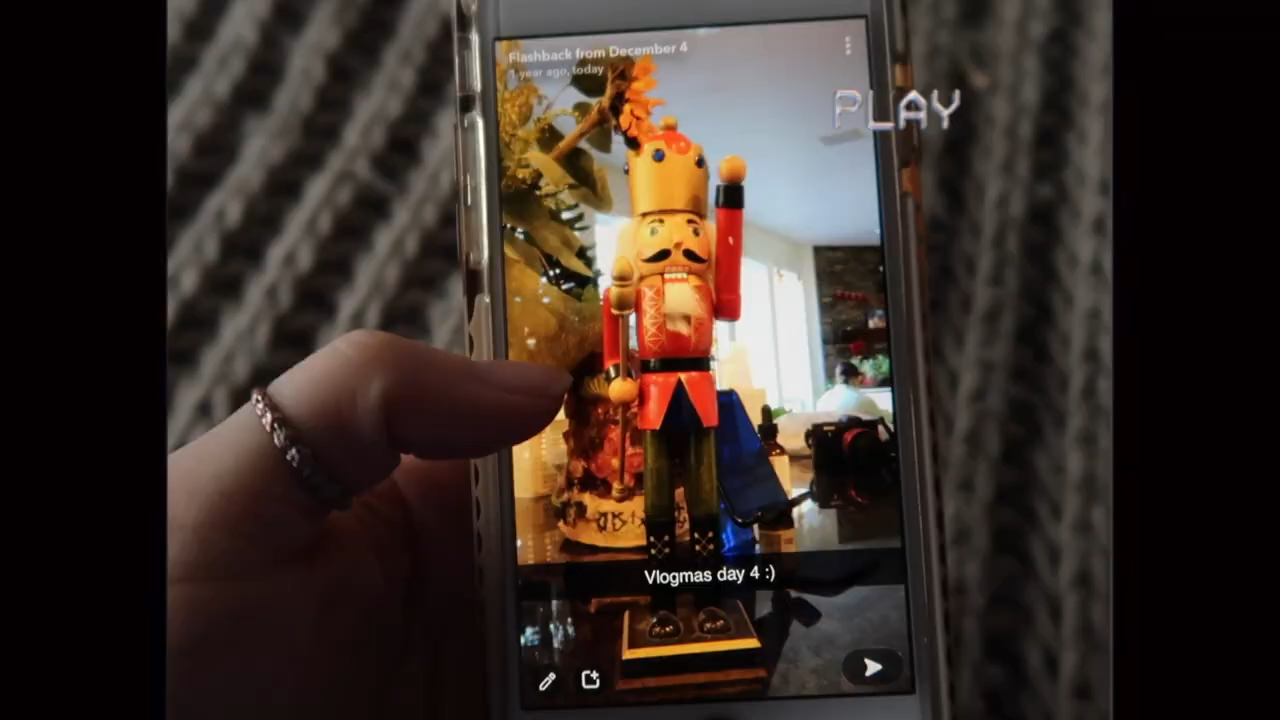 Flashback from December 4
1 year ago, today
PLAY
Vlogmas day 4 :)